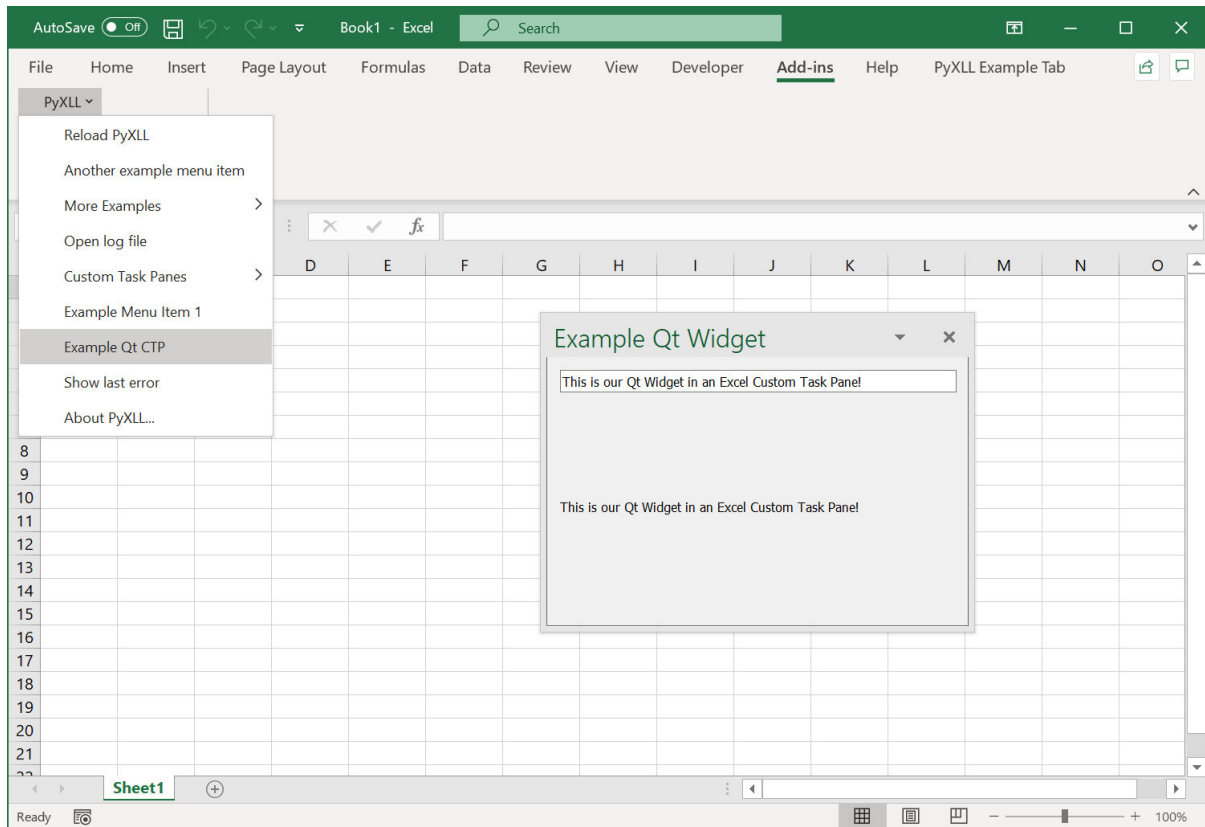 AutoSave Off Book1 - Excel Search
File Home Insert Page Layout Formulas Data Review View Developer Add-ins Help PyXLL Example Tab
PyXLL
Reload PyXLL
Another example menu item
More Examples
Open log file
Custom Task Panes
Example Menu Item 1
Example Qt CTP
Show last error
About PyXLL...
fx
D E F G H I J K L M N O
Example Qt Widget
This is our Qt Widget in an Excel Custom Task Pane!
This is our Qt Widget in an Excel Custom Task Pane!
8
9
10
11
12
13
14
15
16
17
18
19
20
21
Sheet1
Ready 100%